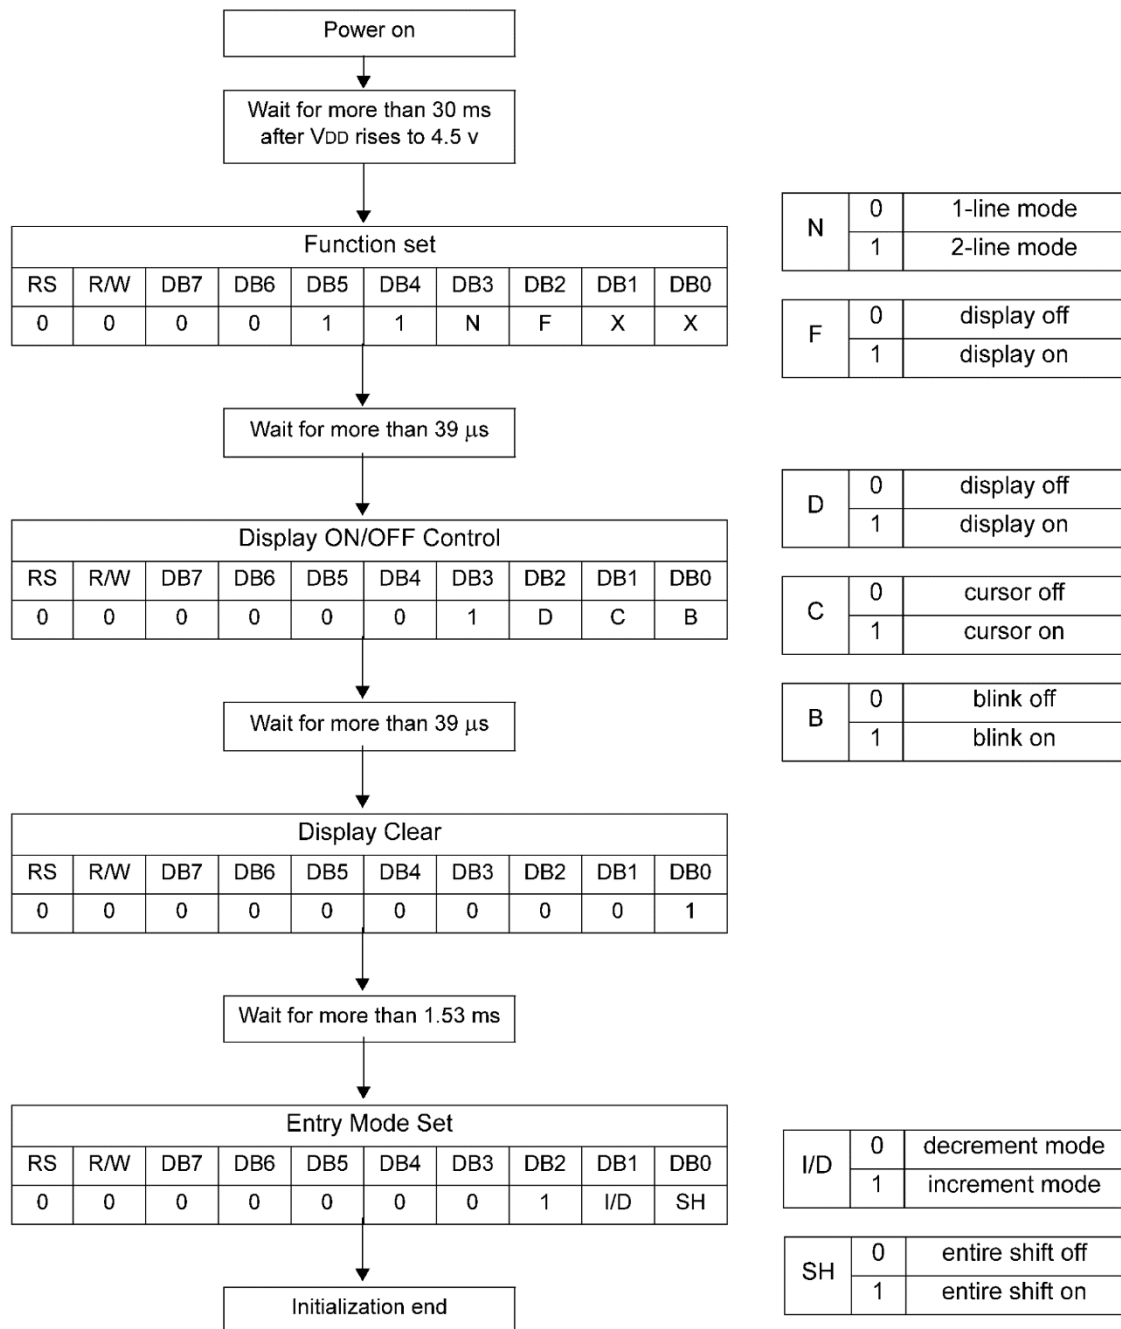 Power on
Wait for more than 30 ms
after VDD rises to 4.5 v
Function set
RS R/W DB7 DB6 DB5 DB4 DB3 DB2 DB1 DB0
0 0 0 0 1 1 N F X X
N 0 1-line mode
1 2-line mode
F 0 display off
1 display on
Wait for more than 39 μs
Display ON/OFF Control
RS R/W DB7 DB6 DB5 DB4 DB3 DB2 DB1 DB0
0 0 0 0 0 0 1 D C B
D 0 display off
1 display on
C 0 cursor off
1 cursor on
B 0 blink off
1 blink on
Wait for more than 39 μs
Display Clear
RS R/W DB7 DB6 DB5 DB4 DB3 DB2 DB1 DB0
0 0 0 0 0 0 0 0 0 1
Wait for more than 1.53 ms
Entry Mode Set
RS R/W DB7 DB6 DB5 DB4 DB3 DB2 DB1 DB0
0 0 0 0 0 0 0 1 I/D SH
I/D 0 decrement mode
1 increment mode
SH 0 entire shift off
1 entire shift on
Initialization end